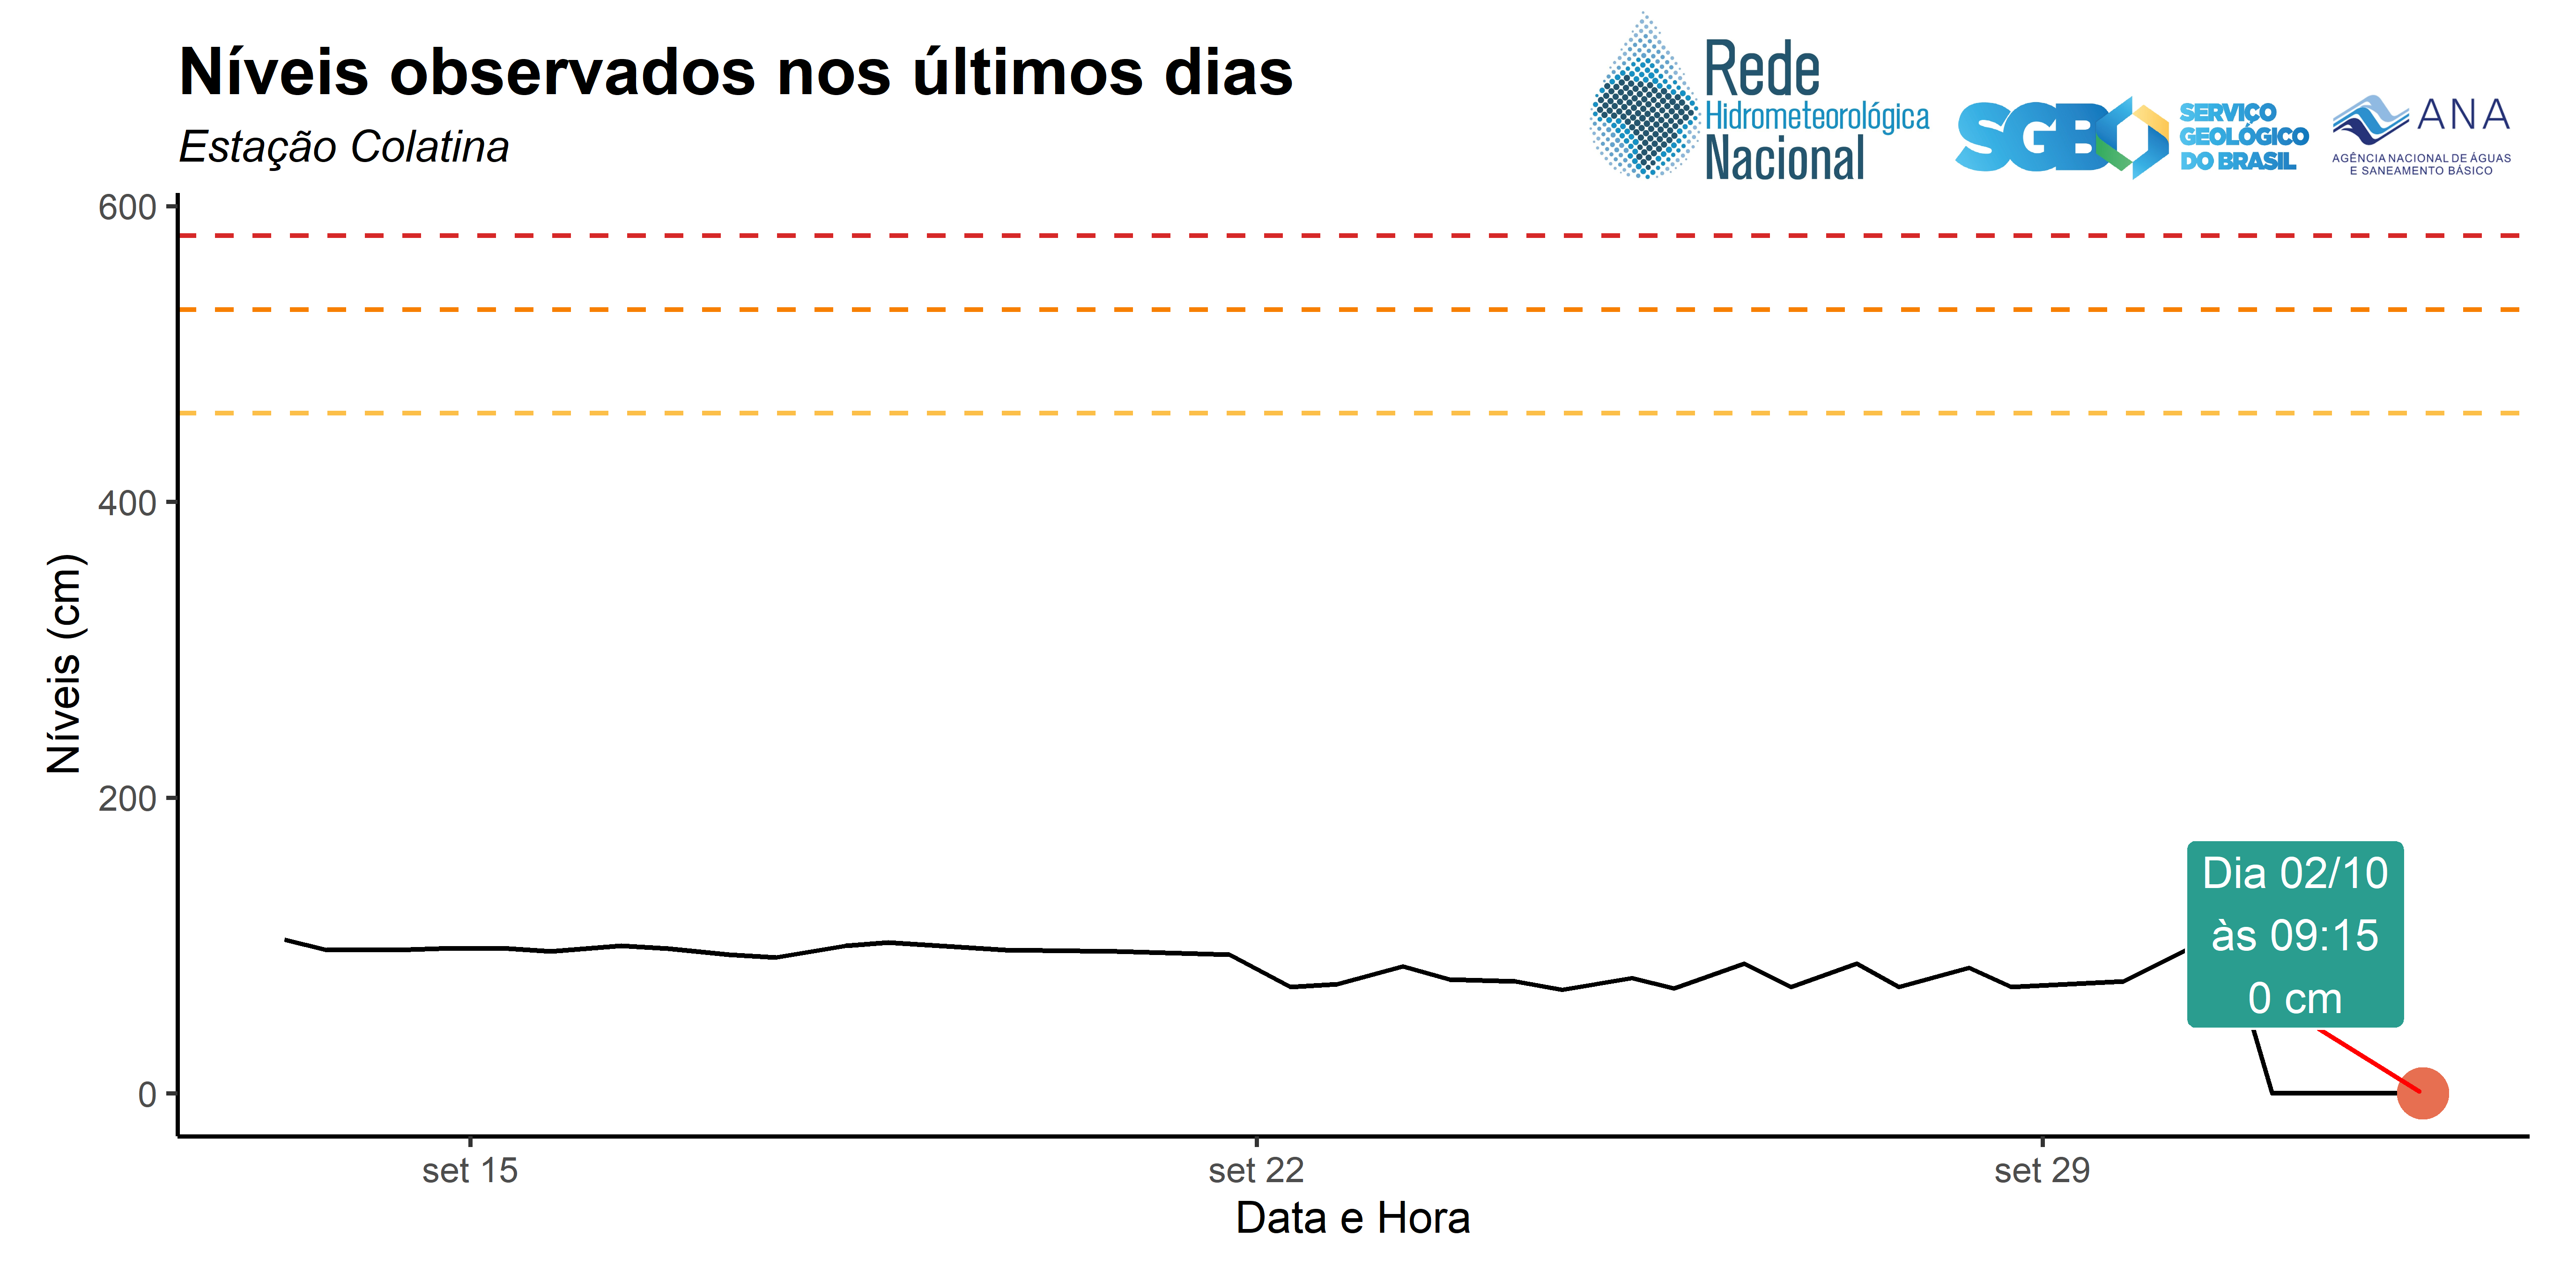 Níveis observados nos últimos dias
Estação Colatina
Rede
Hidrometeorológica
Nacional
SGB
SERVIÇO
GEOLÓGICO
DO BRASIL
ANA
AGÊNCIA NACIONAL DE ÁGUAS
E SANEAMENTO BÁSICO
Níveis (cm)
600
400
200
0
Dia 02/10
às 09:15
0 cm
set 15
set 22
set 29
Data e Hora